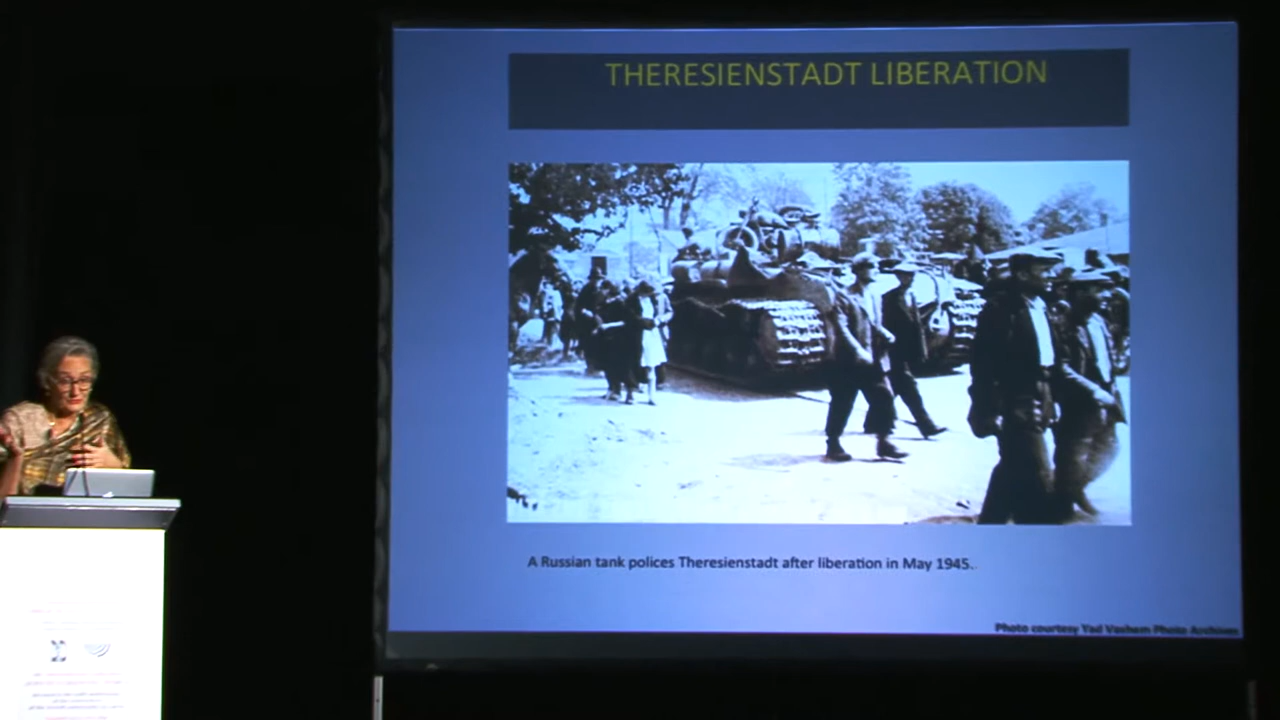 THERESIENSTADT LIBERATION
A Russian tank polices Theresienstadt after liberation in May 1945.
Photo courtesy Yad Vashem Photo Archives